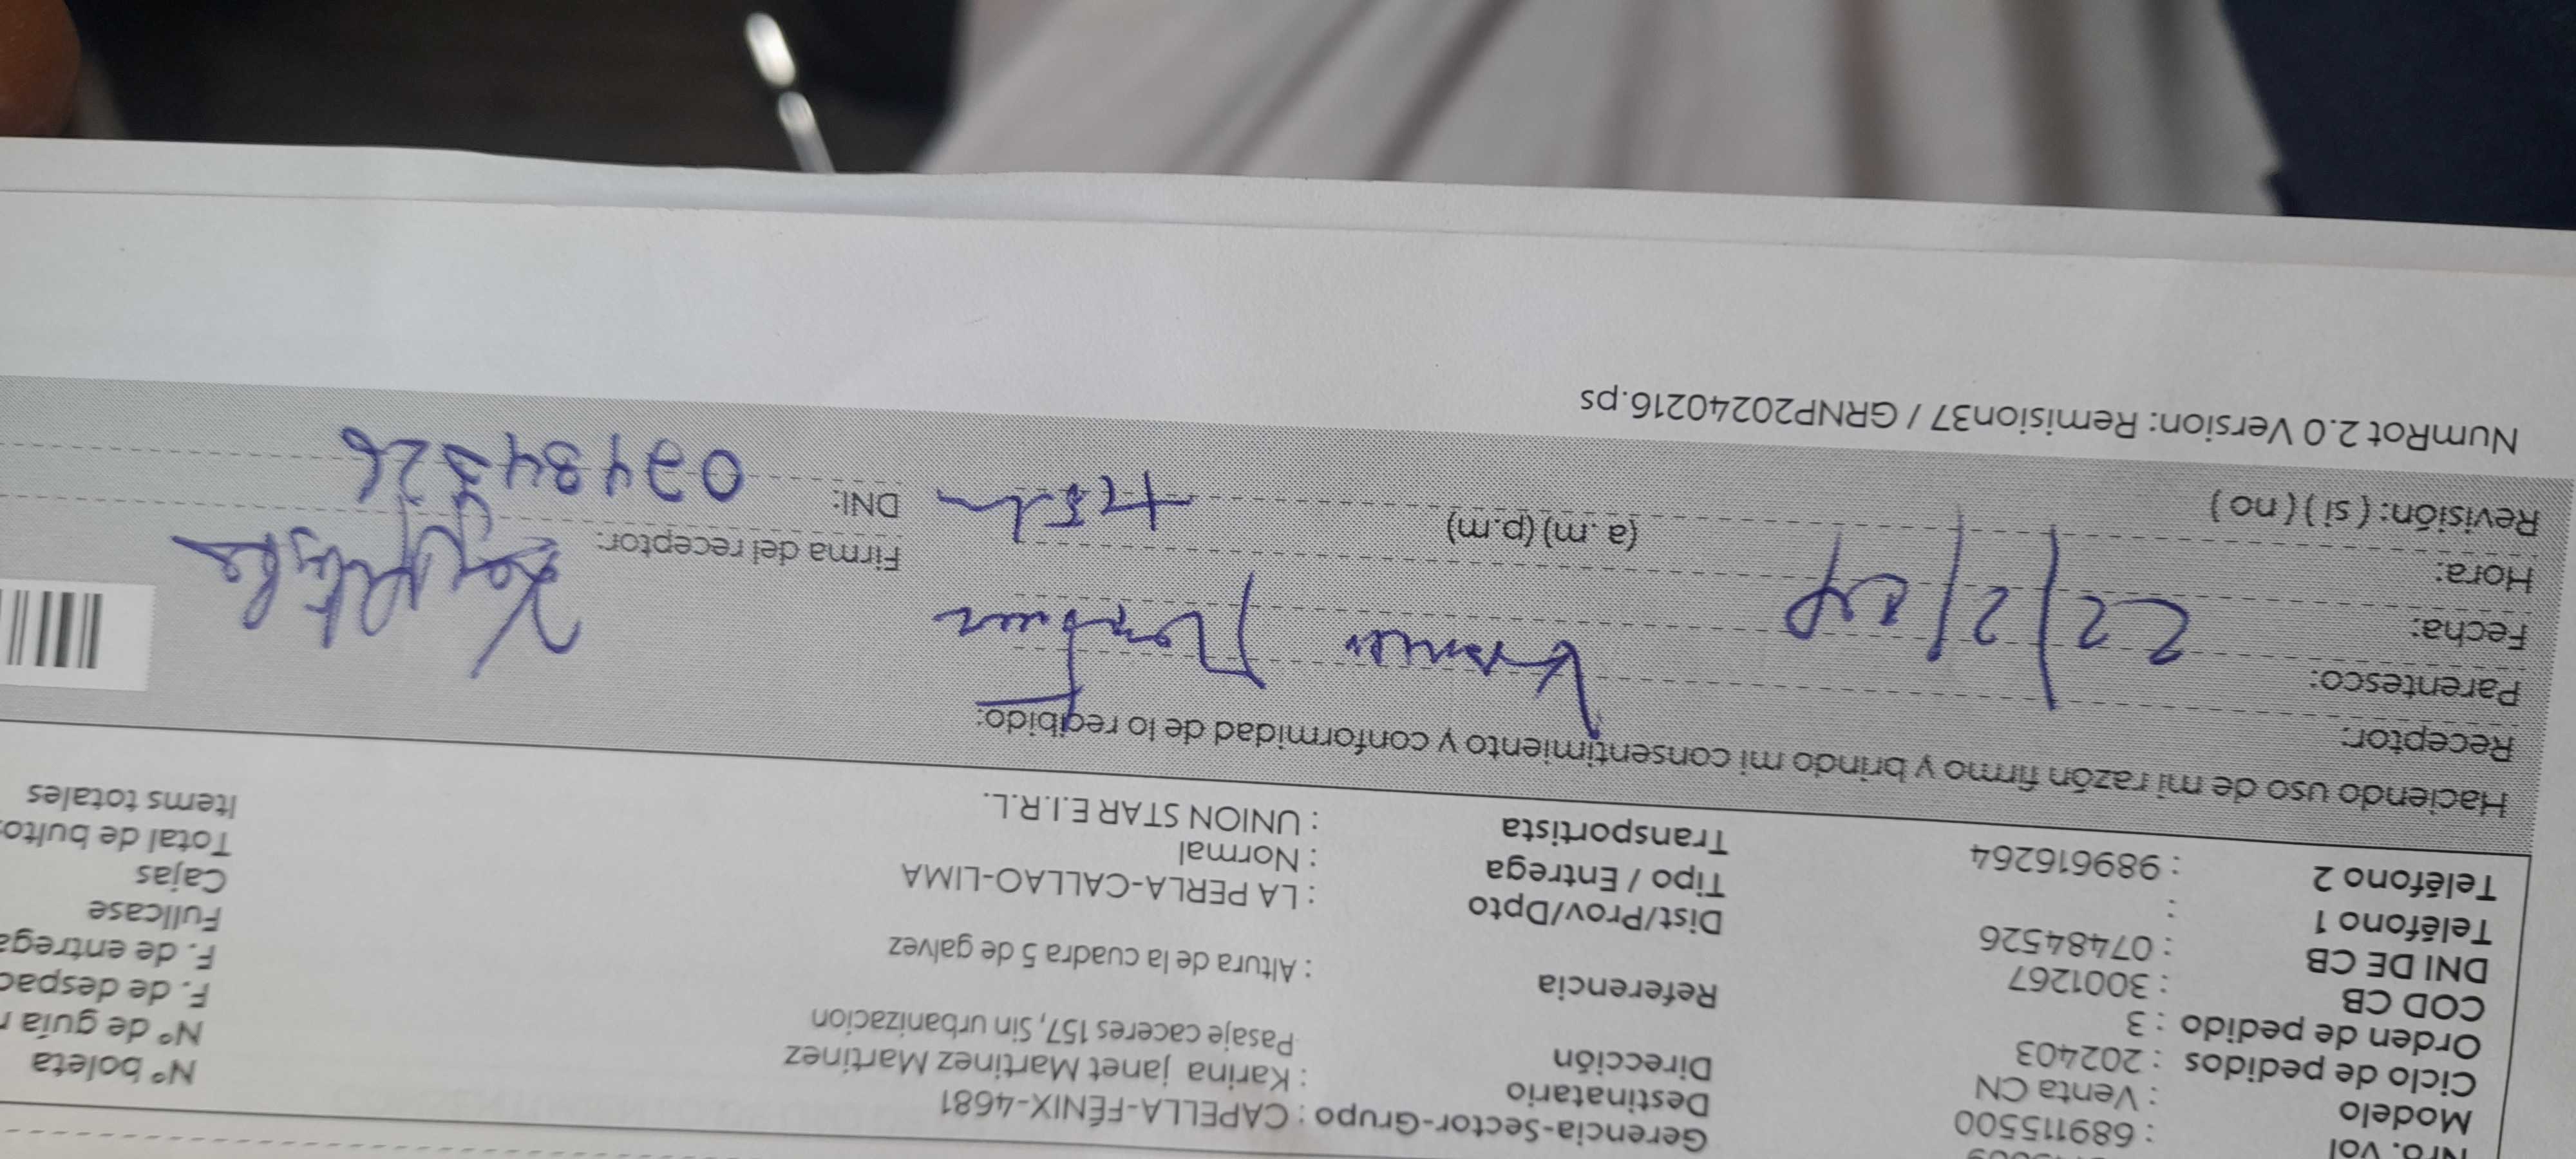 Nro. Vol
: 689115500
Modelo : Venta CN
Ciclo de pedidos : 202403
Orden de pedido : 3
COD CB : 3001267
DNI DE CB : 07484526
Teléfono 1 :
Teléfono 2 : 989616264
Gerencia-Sector-Grupo : CAPELLA-FÉNIX-4681
Destinatario : Karina janet Martinez Martinez
Dirección Pasaje caceres 157, Sin urbanización
Referencia : Altura de la cuadra 5 de galvez
Dist/Prov/Dpto : LA PERLA-CALLAO-LIMA
Tipo / Entrega : Normal
Transportista : UNION STAR E.I.R.L.
Nº boleta
Nº de guía r
F. de despac
F. de entrega
Fullcase
Cajas
Total de bulto
Items totales
Haciendo uso de mi razón firmo y brindo mi consentimiento y conformidad de lo recibido:
Receptor:
Parentesco:
Fecha: 22/2/24
Hora: (a.m) (p.m)
Revisión: ( si ) ( no )
Firma del receptor:
DNI:
NumRot 2.0 Version: Remision37 / GRNP20240216.ps